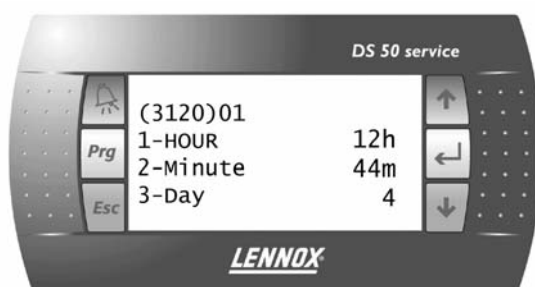 DS 50 service
(3120)01
1-HOUR 12h
2-Minute 44m
3-Day 4
Prg
Esc
LENNOX